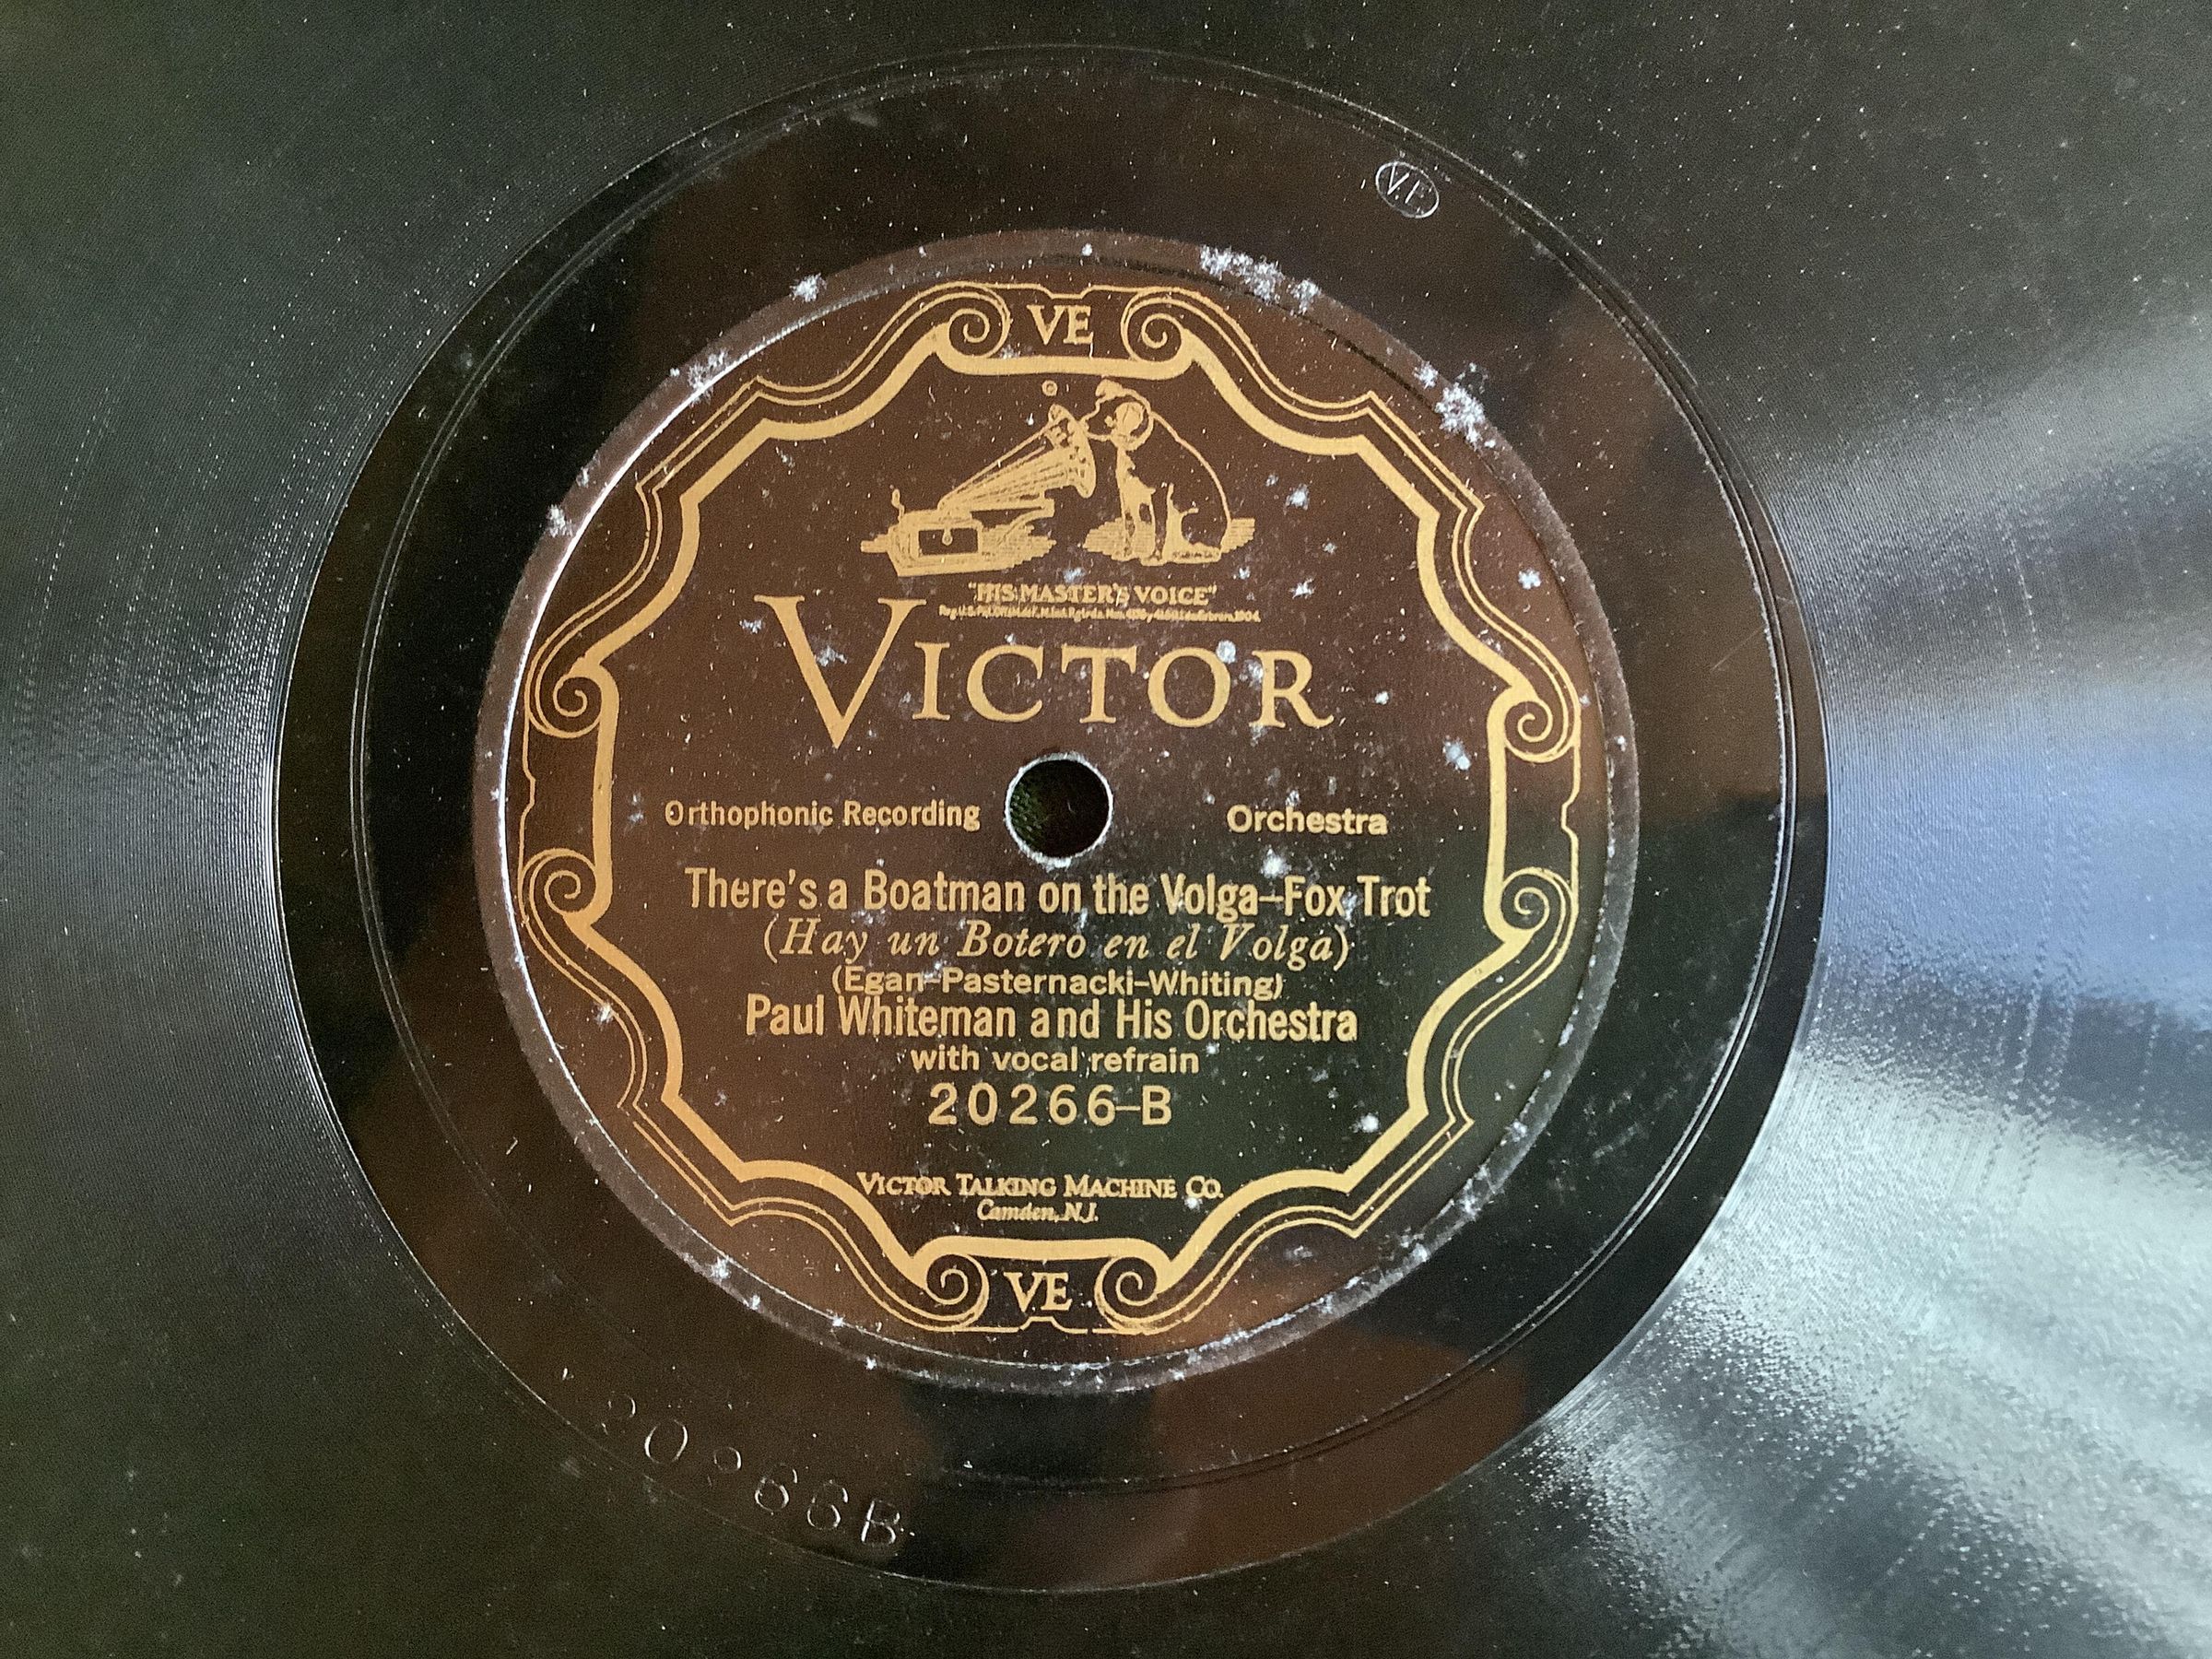 VE
VE
"HIS MASTER'S VOICE"
VICTOR
Orthophonic Recording
Orchestra
There's a Boatman on the Volga–Fox Trot
(Hay un Botero en el Volga)
(Egan–Pasternacki–Whiting)
Paul Whiteman and His Orchestra
with vocal refrain
20266–B
VICTOR TALKING MACHINE CO.
Camden, N.J.
VE
20266B